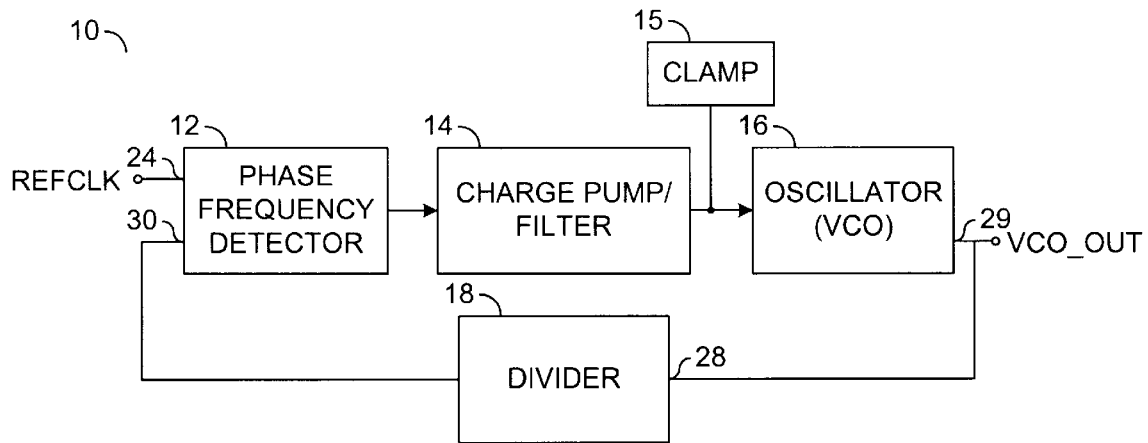 10
15
CLAMP
12
14
16
REFCLK
24
30
PHASE
FREQUENCY
DETECTOR
CHARGE PUMP/
FILTER
OSCILLATOR
(VCO)
29
VCO_OUT
18
DIVIDER
28